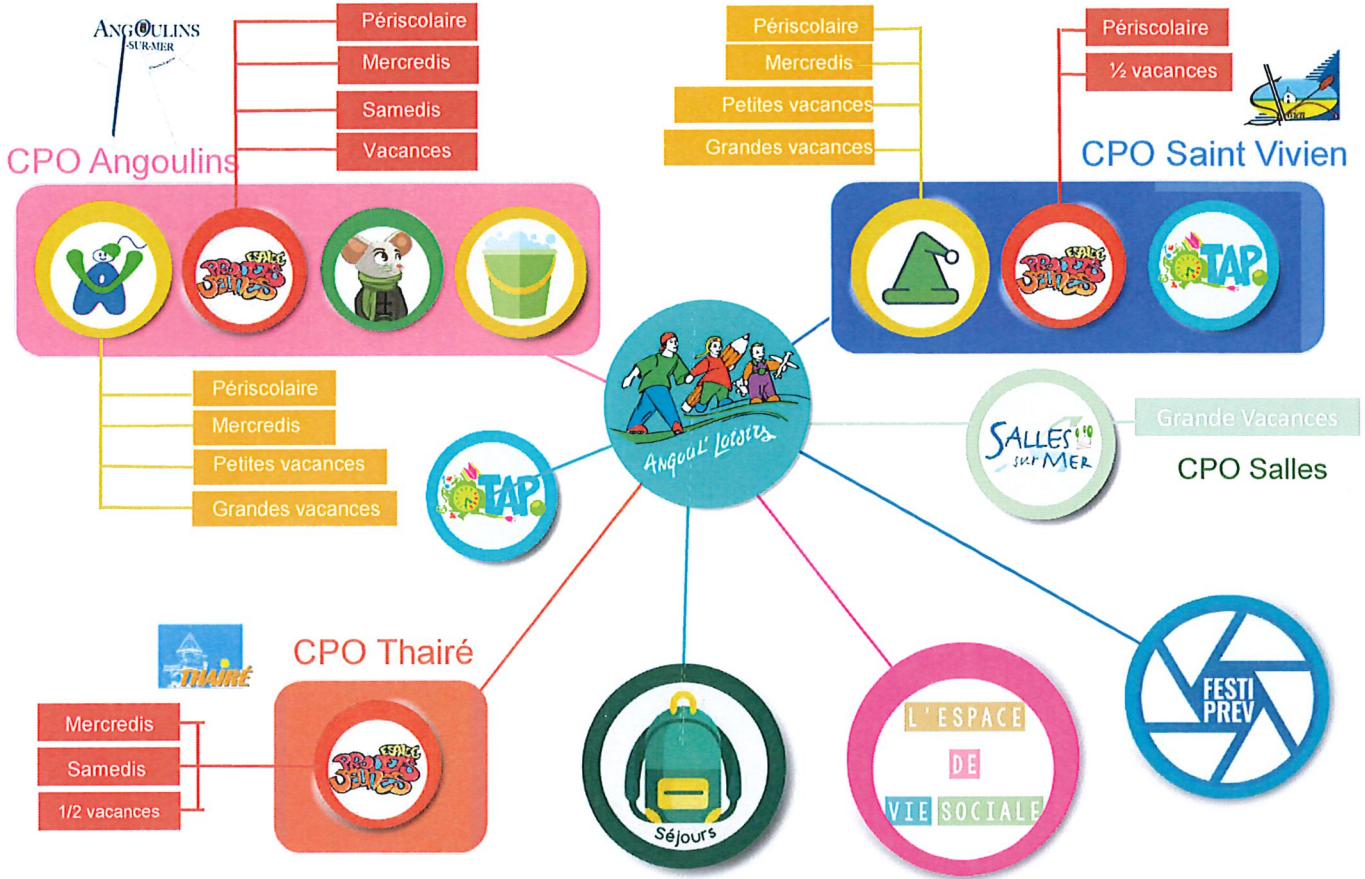 ANGOULINS
-SUR-MER
CPO Angoulins
Périscolaire
Mercredis
Samedis
Vacances
ESPACE
PROJETS
JEUNES
Périscolaire
Mercredis
Petites vacances
Grandes vacances
TAP
Périscolaire
Mercredis
Petites vacances
Grandes vacances
Périscolaire
½ vacances
CPO Saint Vivien
ESPACE
PROJETS
JEUNES
TAP
ANGOUL' LOISIRS
SALLES
sur MER
Grande Vacances
CPO Salles
THAIRÉ
CPO Thairé
Mercredis
Samedis
1/2 vacances
ESPACE
PROJETS
JEUNES
Séjours
L'ESPACE
DE
VIE SOCIALE
FESTI
PREV